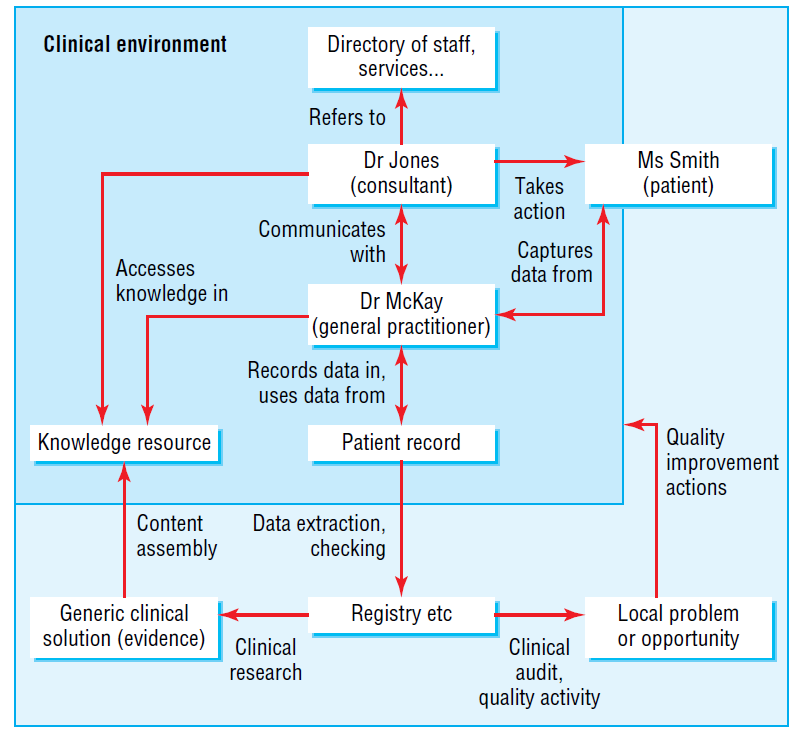 Clinical environment
Directory of staff,
services...
Refers to
Dr Jones
(consultant)
Ms Smith
(patient)
Takes
action
Communicates
with
Captures
data from
Accesses
knowledge in
Dr McKay
(general practitioner)
Records data in,
uses data from
Knowledge resource
Patient record
Quality
improvement
actions
Content
assembly
Data extraction,
checking
Generic clinical
solution (evidence)
Registry etc
Local problem
or opportunity
Clinical
research
Clinical
audit,
quality activity